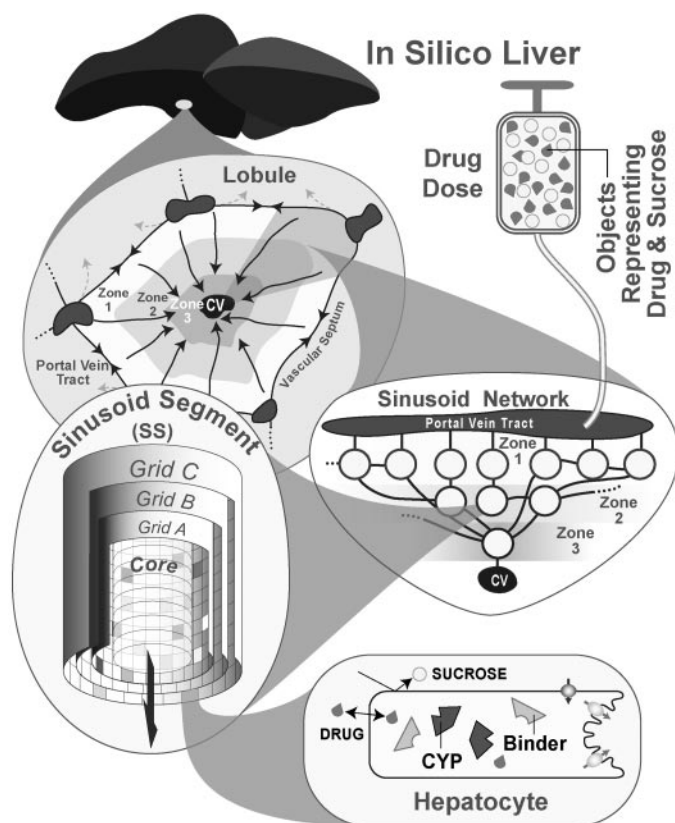 In Silico Liver
Drug
Dose
Objects
Representing
Drug & Sucrose
Lobule
Zone
1
Zone
2
Zone
3
CV
Portal Vein
Tract
Vascular Septum
Sinusoid Segment
(SS)
Grid C
Grid B
Grid A
Core
Sinusoid Network
Portal Vein Tract
Zone
1
Zone
2
Zone
3
CV
SUCROSE
DRUG
CYP
Binder
Hepatocyte